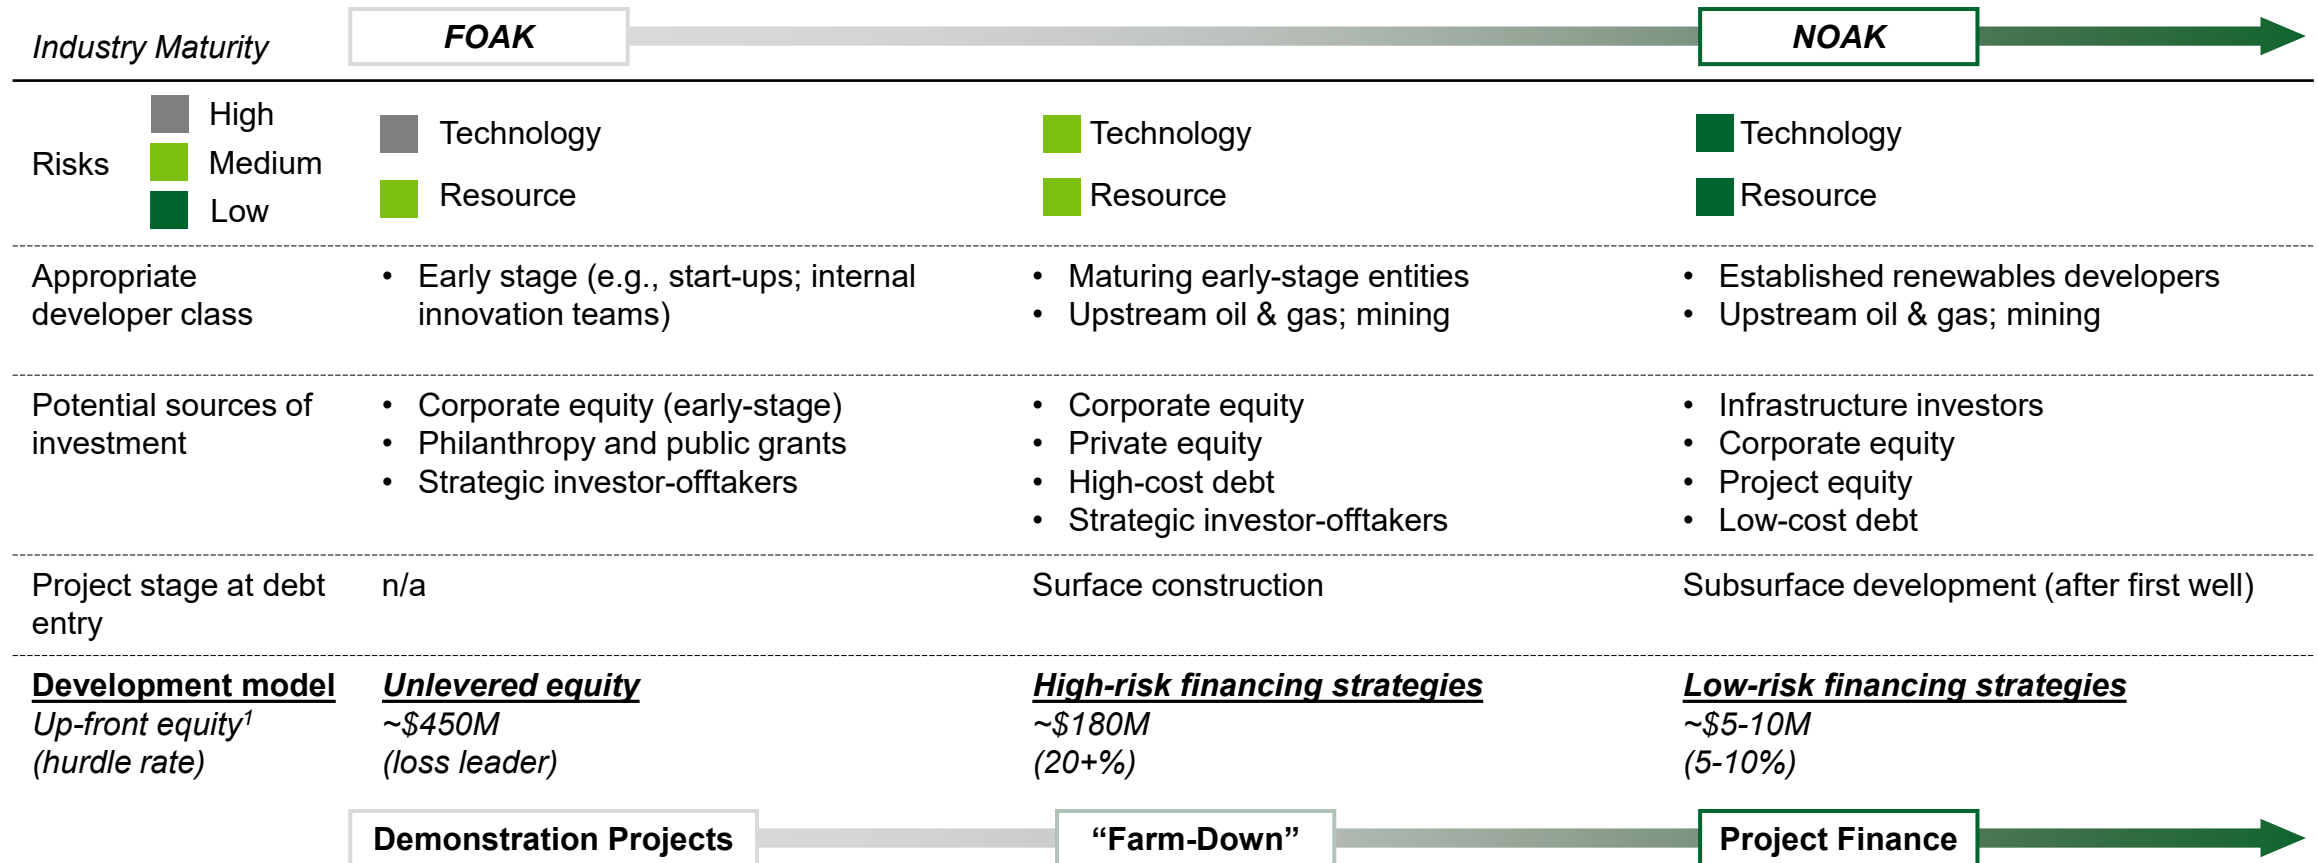 Industry Maturity
FOAK
NOAK
Risks
High
Medium
Low
Technology
Resource
Technology
Resource
Technology
Resource
Appropriate
developer class
• Early stage (e.g., start-ups; internal
innovation teams)
• Maturing early-stage entities
• Upstream oil & gas; mining
• Established renewables developers
• Upstream oil & gas; mining
Potential sources of
investment
• Corporate equity (early-stage)
• Philanthropy and public grants
• Strategic investor-offtakers
• Corporate equity
• Private equity
• High-cost debt
• Strategic investor-offtakers
• Infrastructure investors
• Corporate equity
• Project equity
• Low-cost debt
Project stage at debt
entry
n/a
Surface construction
Subsurface development (after first well)
Development model
Up-front equity¹
(hurdle rate)
Unlevered equity
~$450M
(loss leader)
High-risk financing strategies
~$180M
(20+%)
Low-risk financing strategies
~$5-10M
(5-10%)
Demonstration Projects
“Farm-Down”
Project Finance